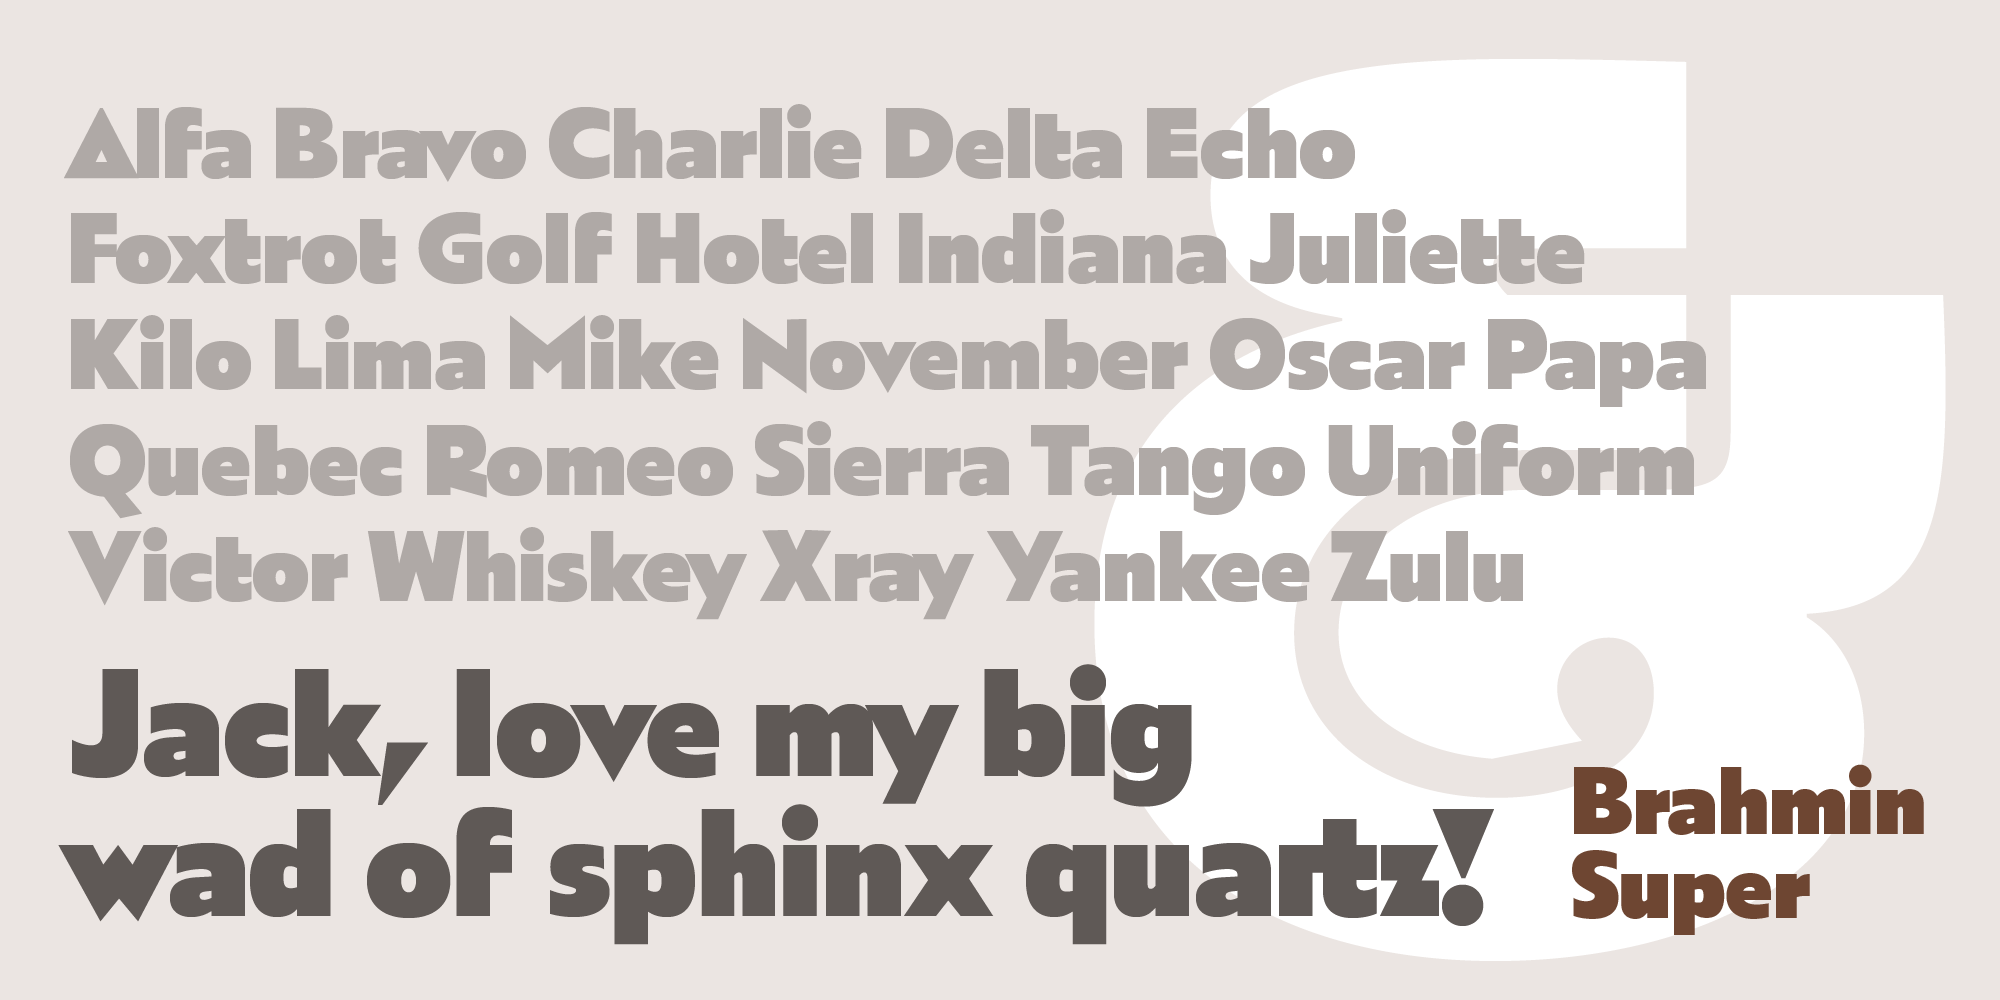 Alfa Bravo Charlie Delta Echo
Foxtrot Golf Hotel Indiana Juliette
Kilo Lima Mike November Oscar Papa
Quebec Romeo Sierra Tango Uniform
Victor Whiskey Xray Yankee Zulu
Jack, love my big
wad of sphinx quartz!
Brahmin
Super
&